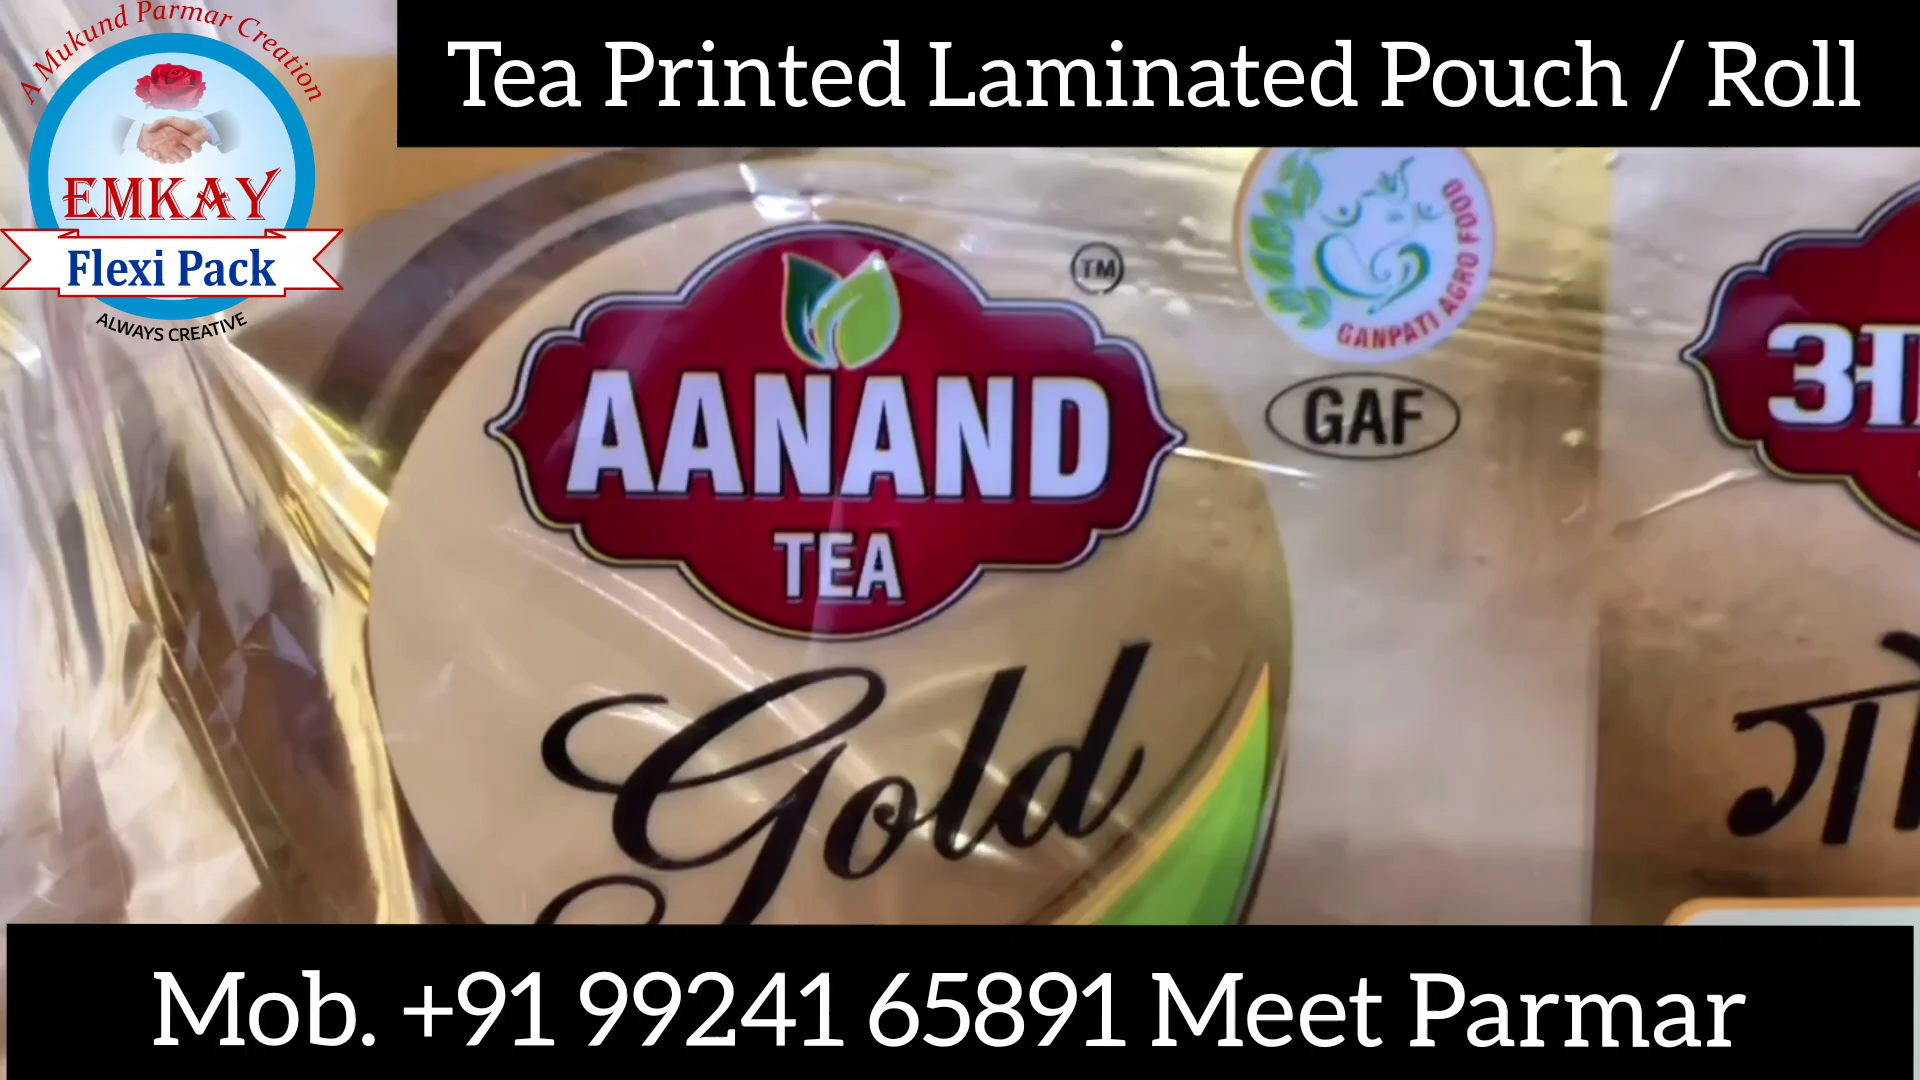 A Mukund Parmar Creation
EMKAY
Flexi Pack
ALWAYS CREATIVE
Tea Printed Laminated Pouch / Roll
AANAND
TEA
TM
Gold
GANPATI AGRO FOOD
GAF
Mob. +91 99241 65891 Meet Parmar